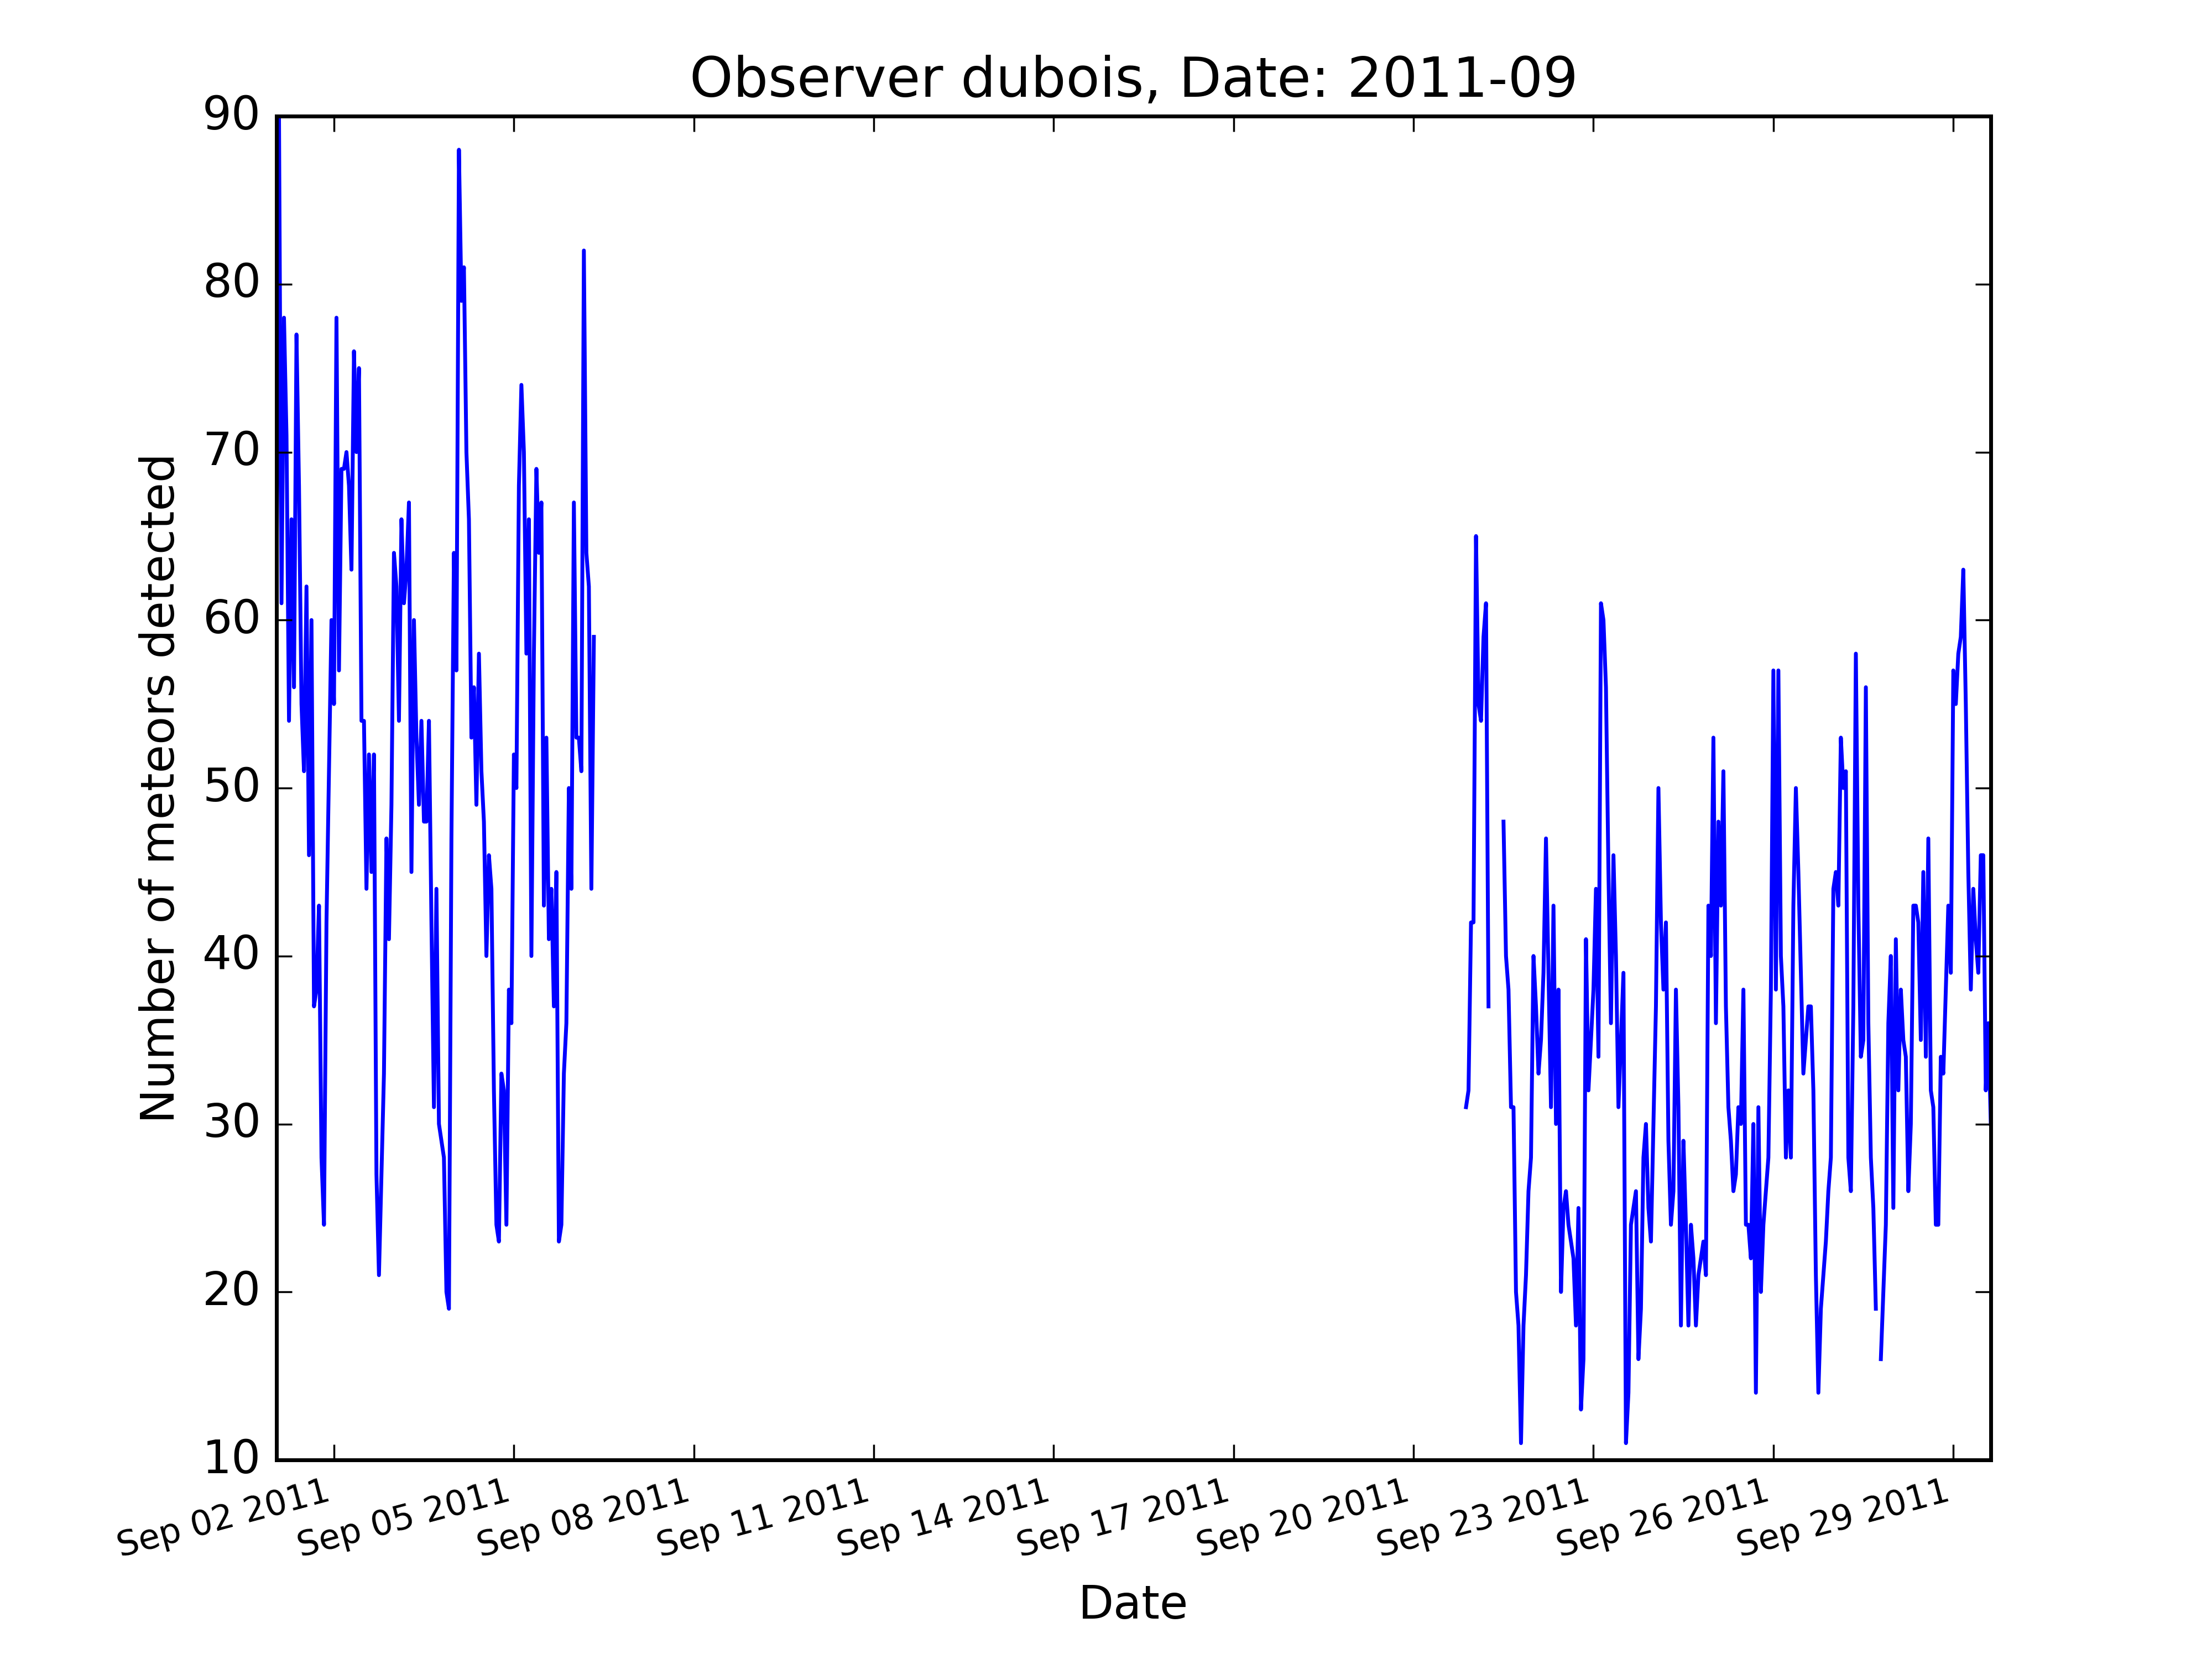 Observer dubois, Date: 2011-09
Number of meteors detected
90
80
70
60
50
40
30
20
10
Sep 02 2011
Sep 05 2011
Sep 08 2011
Sep 11 2011
Sep 14 2011
Sep 17 2011
Sep 20 2011
Sep 23 2011
Sep 26 2011
Sep 29 2011
Date